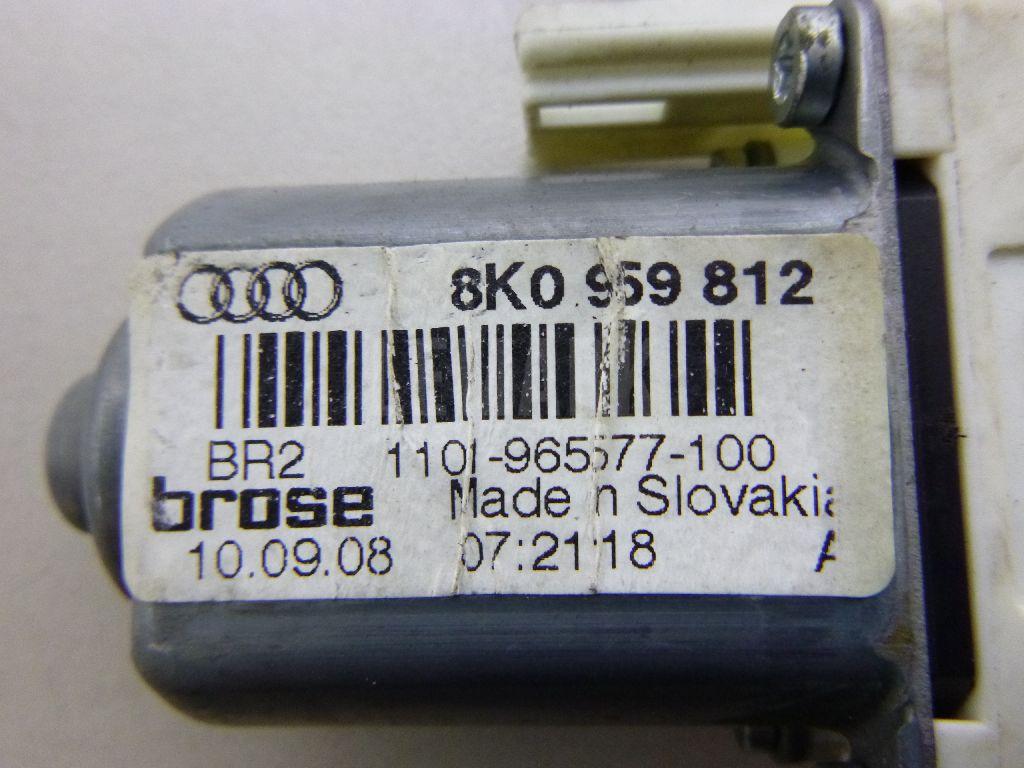 8K0 959 812
BR2 1101-965577-100
brose Made in Slovakia
10.09.08 07:21:18
A